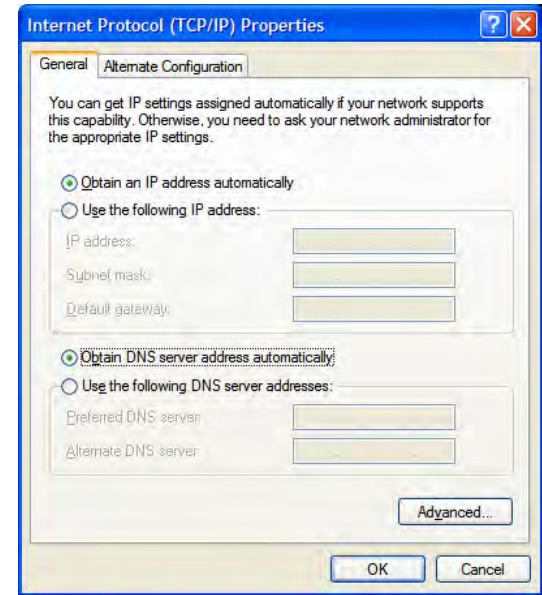 Internet Protocol (TCP/IP) Properties
General
Alternate Configuration
You can get IP settings assigned automatically if your network supports
this capability. Otherwise, you need to ask your network administrator for
the appropriate IP settings.
Obtain an IP address automatically
Use the following IP address:
IP address:
Subnet mask:
Default gateway:
Obtain DNS server address automatically
Use the following DNS server addresses:
Preferred DNS server:
Alternate DNS server:
Advanced...
OK
Cancel